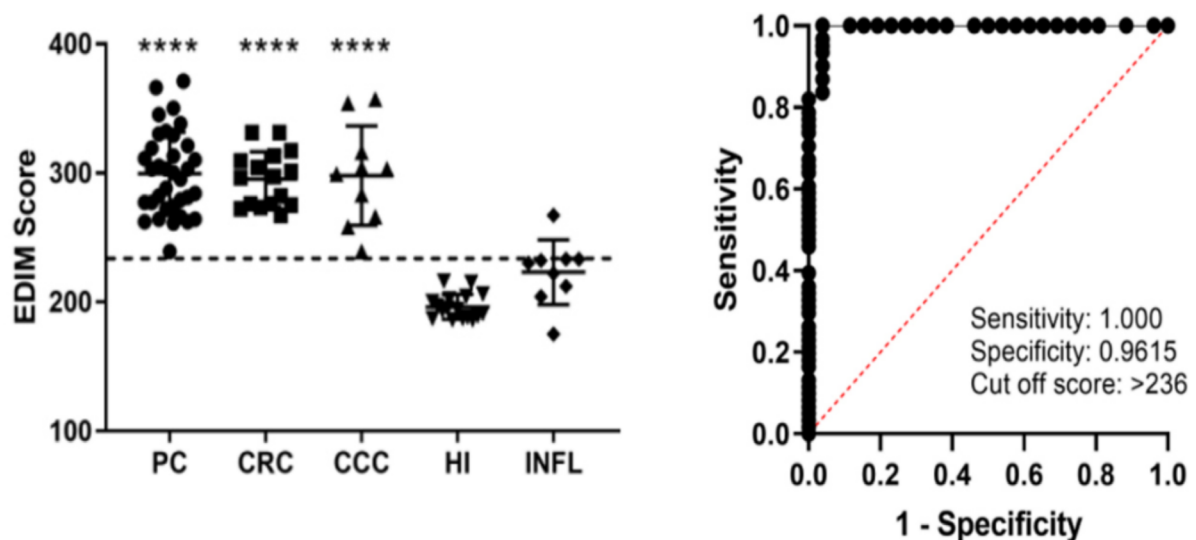 **** **** ****
EDIM Score
400
300
200
100
PC CRC CCC HI INFL
Sensitivity
1.0
0.8
0.6
0.4
0.2
0.0
Sensitivity: 1.000
Specificity: 0.9615
Cut off score: >236
0.0 0.2 0.4 0.6 0.8 1.0
1 - Specificity